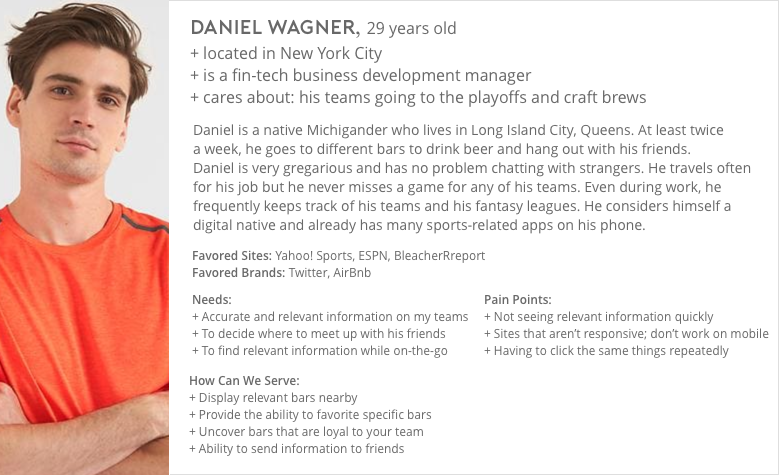 DANIEL WAGNER, 29 years old
+ located in New York City
+ is a fin-tech business development manager
+ cares about: his teams going to the playoffs and craft brews
Daniel is a native Michigander who lives in Long Island City, Queens. At least twice
a week, he goes to different bars to drink beer and hang out with his friends.
Daniel is very gregarious and has no problem chatting with strangers. He travels often
for his job but he never misses a game for any of his teams. Even during work, he
frequently keeps track of his teams and his fantasy leagues. He considers himself a
digital native and already has many sports-related apps on his phone.
Favored Sites: Yahoo! Sports, ESPN, BleacherRreport
Favored Brands: Twitter, AirBnb
Needs:
+ Accurate and relevant information on my teams
+ To decide where to meet up with his friends
+ To find relevant information while on-the-go
Pain Points:
+ Not seeing relevant information quickly
+ Sites that aren't responsive; don't work on mobile
+ Having to click the same things repeatedly
How Can We Serve:
+ Display relevant bars nearby
+ Provide the ability to favorite specific bars
+ Uncover bars that are loyal to your team
+ Ability to send information to friends